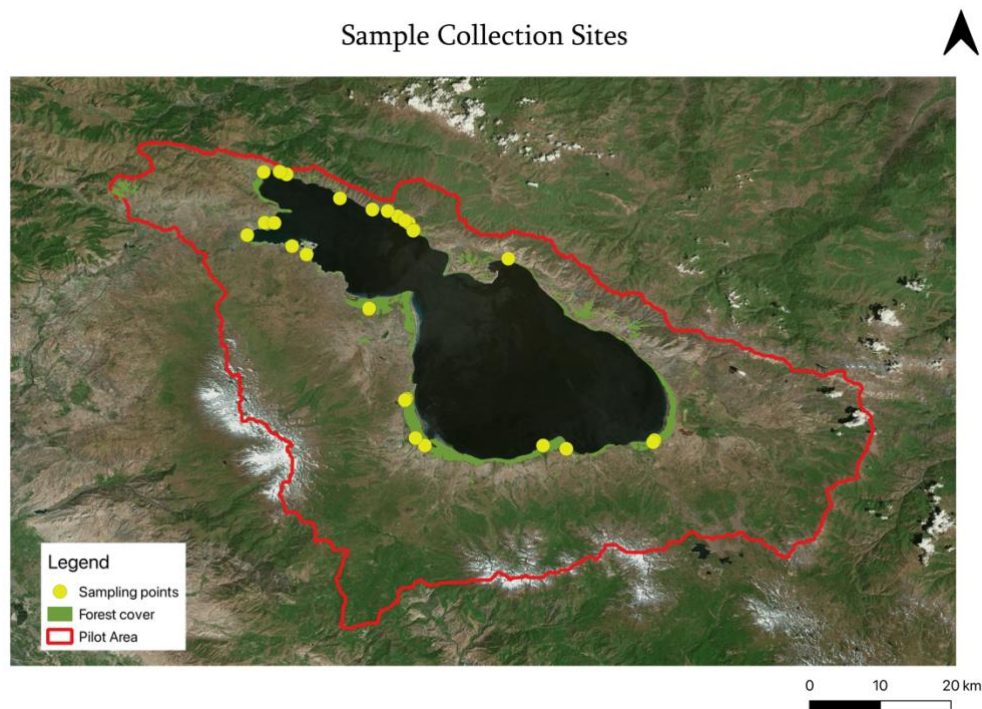 Sample Collection Sites
Legend
Sampling points
Forest cover
Pilot Area
0 10 20 km